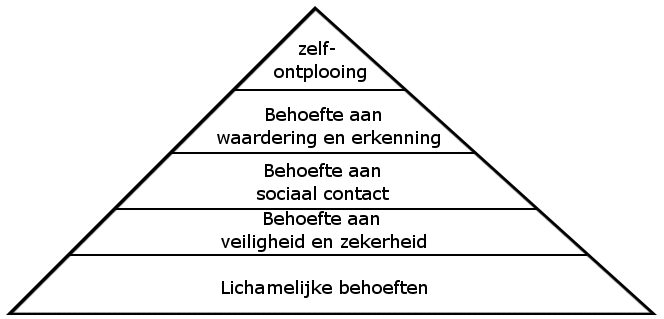 zelf-
ontplooing
Behoefte aan
waardering en erkenning
Behoefte aan
sociaal contact
Behoefte aan
veiligheid en zekerheid
Lichamelijke behoeften